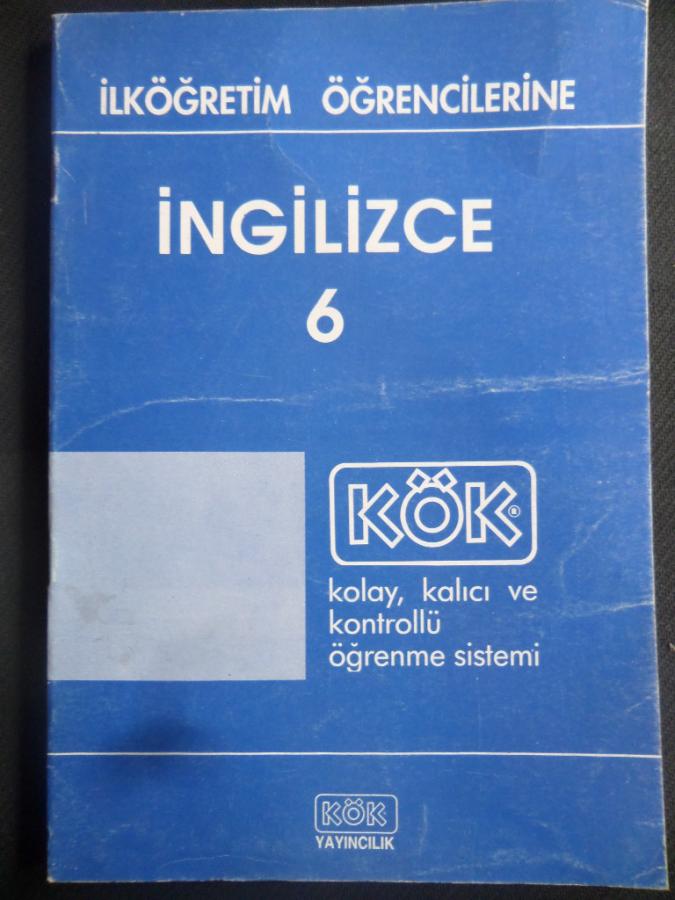 İLKÖĞRETİM ÖĞRENCİLERİNE
İNGİLİZCE
6
KÖK®
kolay, kalıcı ve
kontrollü
öğrenme sistemi
KÖK
YAYINCILIK